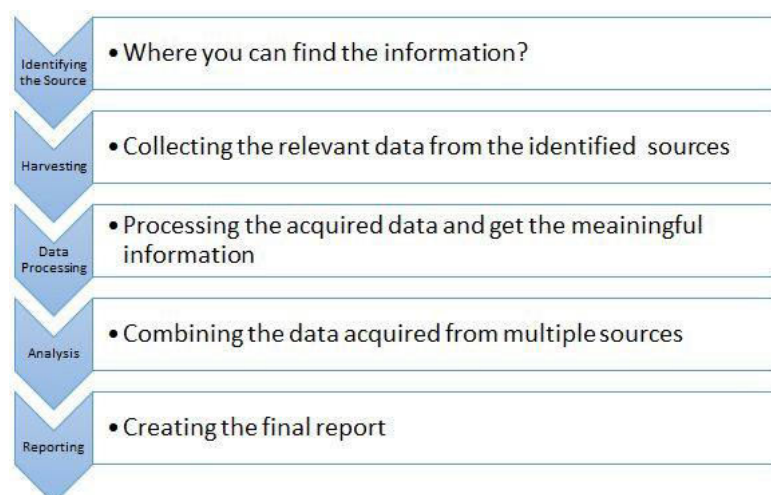 Identifying
the Source
• Where you can find the information?
Harvesting
• Collecting the relevant data from the identified sources
Data
Processing
• Processing the acquired data and get the meainingful
information
Analysis
• Combining the data acquired from multiple sources
Reporting
• Creating the final report